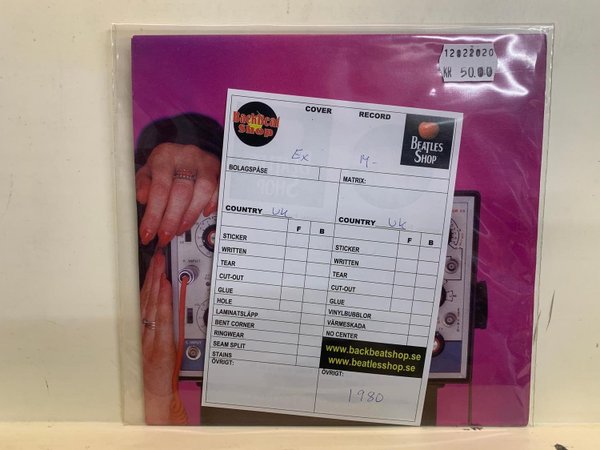 12022020
KR 50.00
COVER RECORD
Backbeat Shop
BEATLES SHOP
Ex M-
BOLAGSPÅSE MATRIX:
COUNTRY UK COUNTRY UK
F B F B
STICKER STICKER
WRITTEN WRITTEN
TEAR TEAR
CUT-OUT CUT-OUT
GLUE GLUE
HOLE VINYLBUBBLOR
LAMINATSLÄPP VÄRMESKADA
BENT CORNER NO CENTER
RINGWEAR
SEAM SPLIT
STAINS
ÖVRIGT:
www.backbeatshop.se
www.beatlesshop.se
ÖVRIGT:
1980
INPUT
INPUT